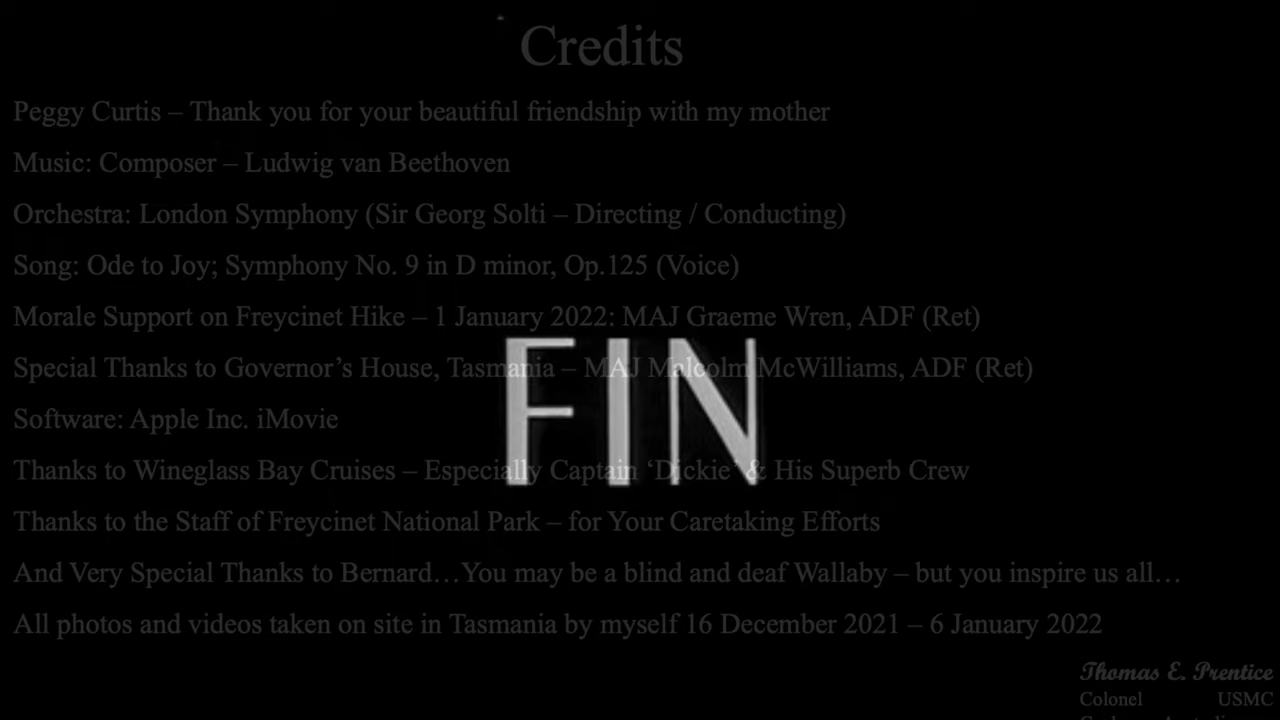 Credits
Peggy Curtis – Thank you for your beautiful friendship with my mother
Music: Composer – Ludwig van Beethoven
Orchestra: London Symphony (Sir Georg Solti – Directing / Conducting)
Song: Ode to Joy; Symphony No. 9 in D minor, Op.125 (Voice)
Morale Support on Freycinet Hike – 1 January 2022: MAJ Graeme Wren, ADF (Ret)
Special Thanks to Governor’s House, Tasmania – MAJ Malcolm McWilliams, ADF (Ret)
FIN
Software: Apple Inc. iMovie
Thanks to Wineglass Bay Cruises – Especially Captain ‘Dickie’ & His Superb Crew
Thanks to the Staff of Freycinet National Park – for Your Caretaking Efforts
And Very Special Thanks to Bernard…You may be a blind and deaf Wallaby – but you inspire us all…
All photos and videos taken on site in Tasmania by myself 16 December 2021 – 6 January 2022
Thomas E. Prentice
Colonel USMC